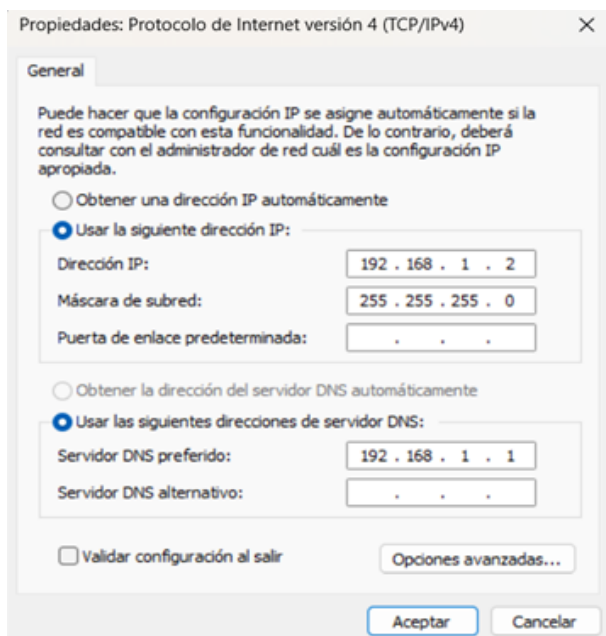 Propiedades: Protocolo de Internet versión 4 (TCP/IPv4)
General
Puede hacer que la configuración IP se asigne automáticamente si la
red es compatible con esta funcionalidad. De lo contrario, deberá
consultar con el administrador de red cuál es la configuración IP
apropiada.
Obtener una dirección IP automáticamente
Usar la siguiente dirección IP:
Dirección IP: 192 . 168 . 1 . 2
Máscara de subred: 255 . 255 . 255 . 0
Puerta de enlace predeterminada: . . .
Obtener la dirección del servidor DNS automáticamente
Usar las siguientes direcciones de servidor DNS:
Servidor DNS preferido: 192 . 168 . 1 . 1
Servidor DNS alternativo: . . .
Validar configuración al salir Opciones avanzadas...
Aceptar Cancelar